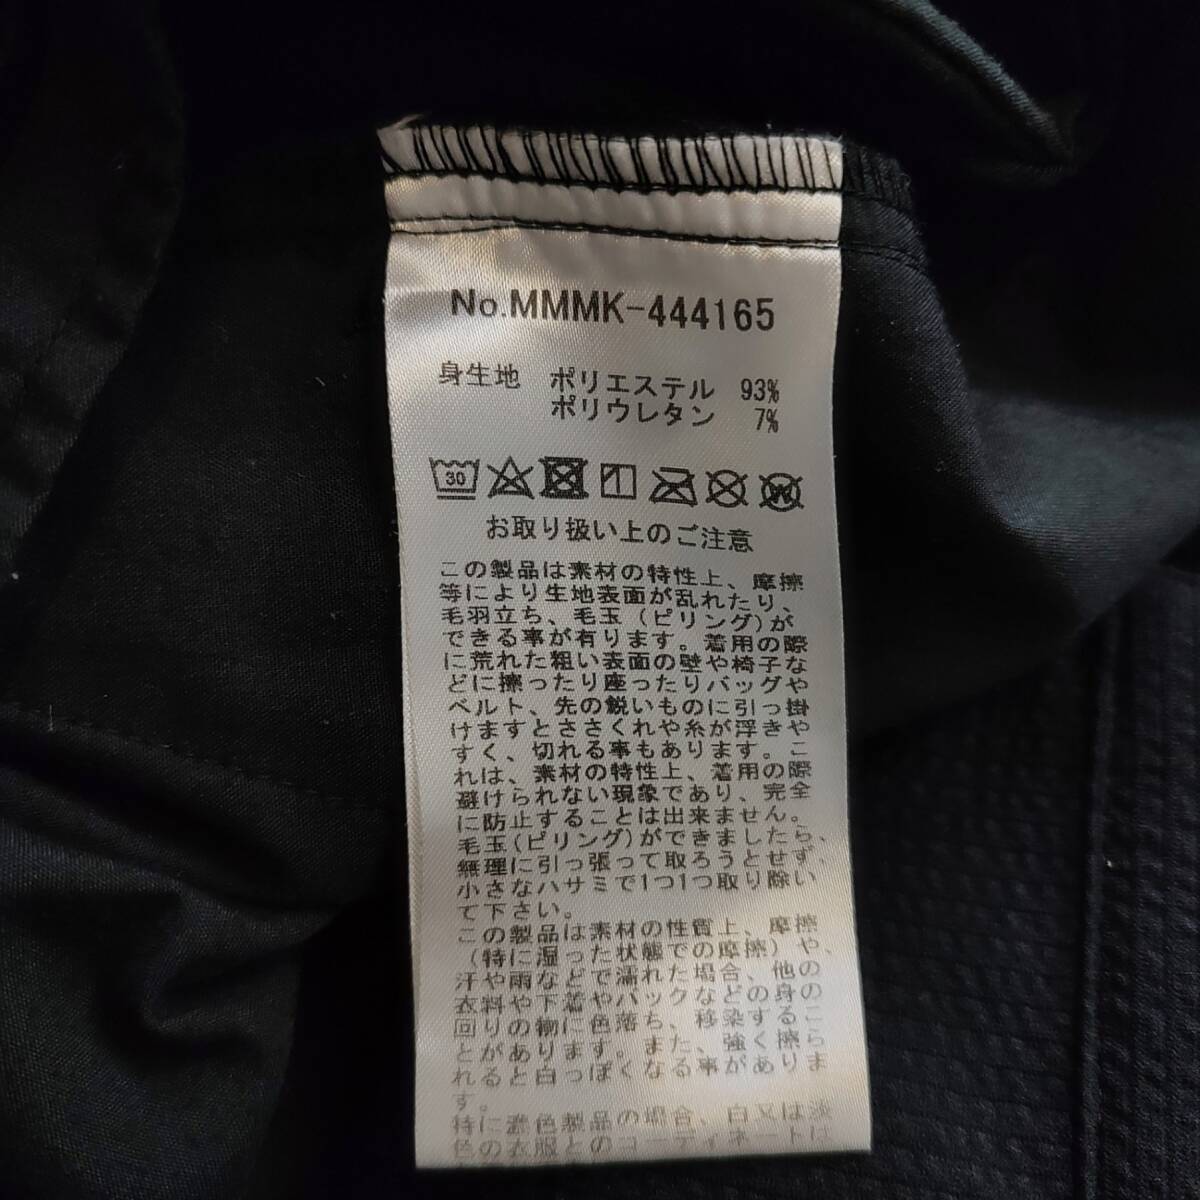 No.MMMK-444165
身生地 ポリエステル 93%
ポリウレタン 7%
30
W
お取り扱い上のご注意
この製品は素材の特性上、摩擦
等により生地表面が乱れたり、
毛羽立ち、毛玉(ピリング)が
できる事が有ります。着用の際
に荒れた粗い表面の壁や椅子な
どに擦ったり座ったりバッグや
ベルト、先の鋭いものに引っ掛
けますとささくれや糸が浮きや
すく、切れる事もあります。こ
れは、素材の特性上、着用の際
避けられない現象であり、完全
に防止することは出来ません。
毛玉(ピリング)ができましたら、
無理に引っ張って取ろうとせず、
小さなハサミで1つ1つ取り除い
て下さい。
この製品は素材の性質上、摩擦
(特に湿った状態での摩擦)や、
汗や雨などで濡れた場合、他の
衣料や下着やバックなどの身の
回りの物に色落ち、移染するこ
とがあります。また、強く擦ら
れると白っぽくなる事がありま
す。
特に濃色製品の場合、白又は淡
色の衣服とのコーディネートは